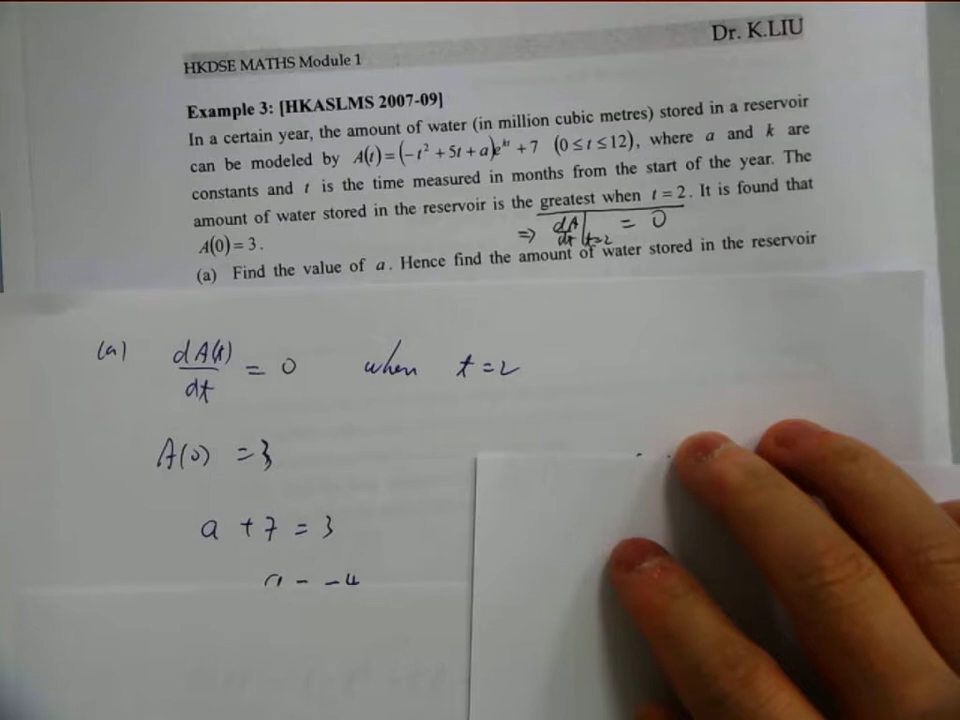 Dr. K.LIU
HKDSE MATHS Module 1
Example 3: [HKASLMS 2007-09]
In a certain year, the amount of water (in million cubic metres) stored in a reservoir
can be modeled by A(t)=(-t²+5t+a)e^{kt}+7 (0≤t≤12), where a and k are
constants and t is the time measured in months from the start of the year. The
amount of water stored in the reservoir is the greatest when t=2. It is found that
A(0)=3.
⇒ dA/dt|t=2 = 0
(a) Find the value of a. Hence find the amount of water stored in the reservoir
(a) dA(t)/dt = 0 when t=2
A(0) =3
a + 7 = 3
a = -4